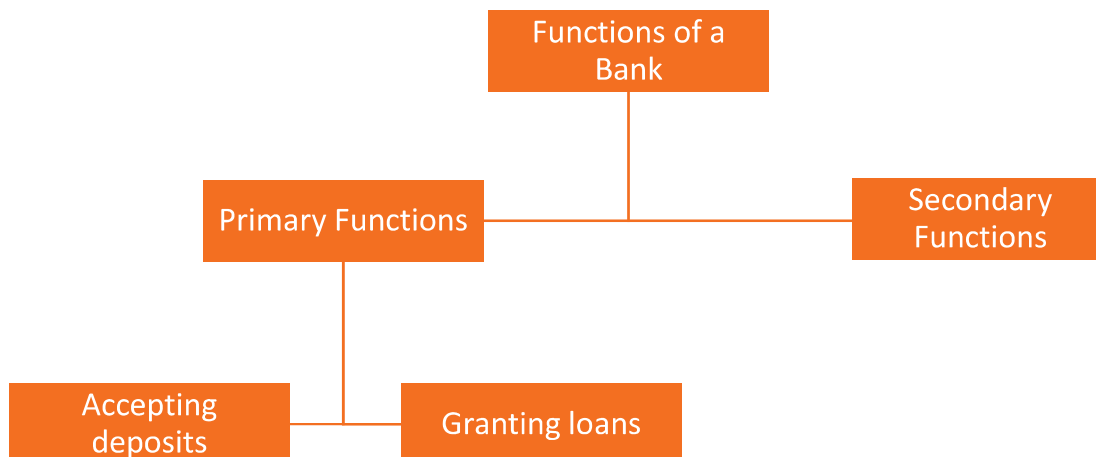 Functions of a
Bank
Primary Functions
Secondary
Functions
Accepting
deposits
Granting loans